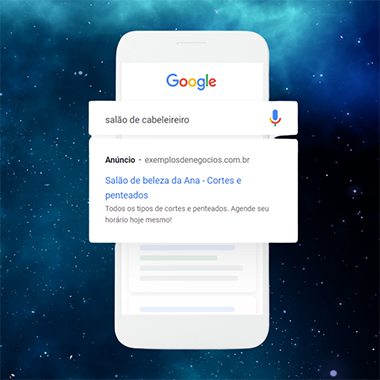 Google
salão de cabeleireiro
Anúncio • exemplosdenegocios.com.br
Salão de beleza da Ana - Cortes e
penteados
Todos os tipos de cortes e penteados. Agende seu
horário hoje mesmo!